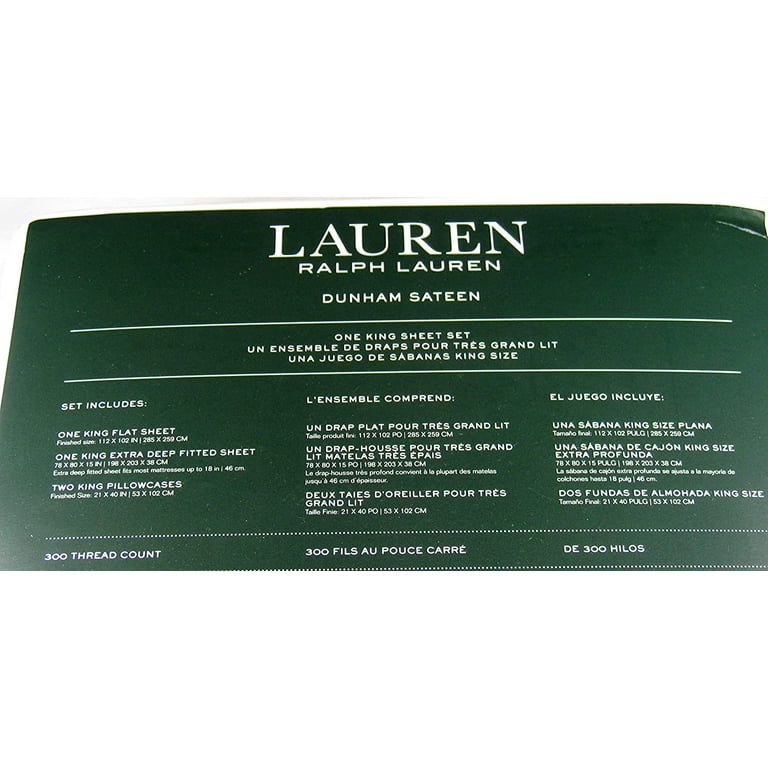 LAUREN
RALPH LAUREN
DUNHAM SATEEN
ONE KING SHEET SET
UN ENSEMBLE DE DRAPS POUR TRÈS GRAND LIT
UNA JUEGO DE SÁBANAS KING SIZE
SET INCLUDES:
ONE KING FLAT SHEET
Finished size: 112 X 102 IN | 285 X 259 CM
ONE KING EXTRA DEEP FITTED SHEET
78 X 80 X 15 IN | 198 X 203 X 38 CM
Extra deep fitted sheet fits most mattresses up to 18 in | 46 cm.
TWO KING PILLOWCASES
Finished Size: 21 X 40 IN | 53 X 102 CM
L'ENSEMBLE COMPREND:
UN DRAP PLAT POUR TRÈS GRAND LIT
Taille produit fini: 112 X 102 PO | 285 X 259 CM
UN DRAP-HOUSSE POUR TRÈS GRAND
LIT MATELAS TRÈS ÉPAIS
78 X 80 X 15 PO | 198 X 203 X 38 CM
Le drap-housse très profond convient à la plupart des matelas
jusqu'à 46 cm d'épaisseur.
DEUX TAIES D'OREILLER POUR TRÈS
GRAND LIT
Taille Finie: 21 X 40 PO | 53 X 102 CM
EL JUEGO INCLUYE:
UNA SÁBANA KING SIZE PLANA
Tamaño final: 112 X 102 PULG | 285 X 259 CM
UNA SÁBANA DE CAJÓN KING SIZE
EXTRA PROFUNDA
78 X 80 X 15 PULG | 198 X 203 X 38 CM
La sábana de cajón extra profundo se ajusta a la mayoría de
colchones hasta 18 pulg | 46 cm.
DOS FUNDAS DE ALMOHADA KING SIZE
Tamaño Final: 21 X 40 PULG | 53 X 102 CM
300 THREAD COUNT
300 FILS AU POUCE CARRÉ
DE 300 HILOS